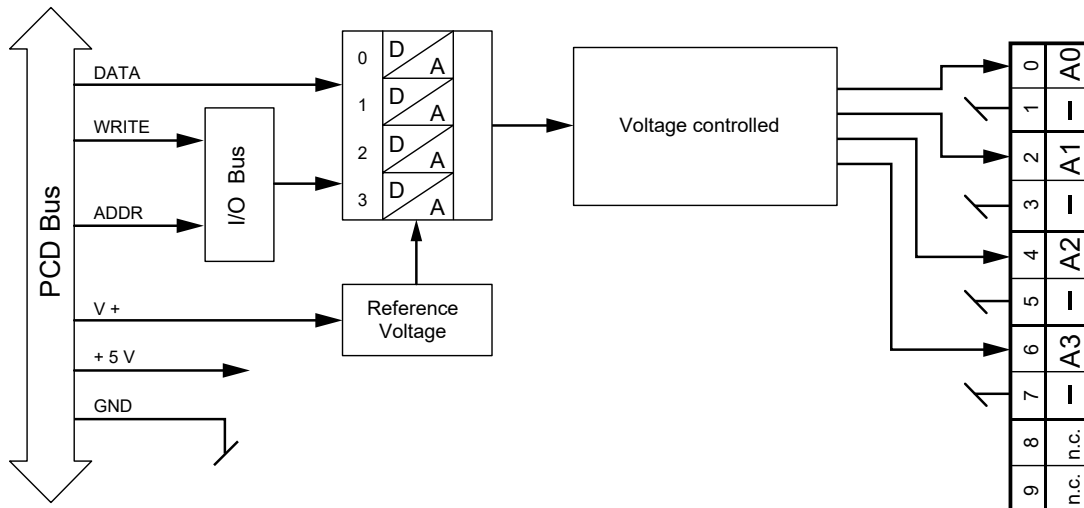 PCD Bus
DATA
WRITE
ADDR
V +
+ 5 V
GND
I/O Bus
0
1
2
3
D
A
D
A
D
A
D
A
Reference
Voltage
Voltage controlled
0 A0
1 –
2 A1
3 –
4 A2
5 –
6 A3
7 –
8 n.c.
9 n.c.